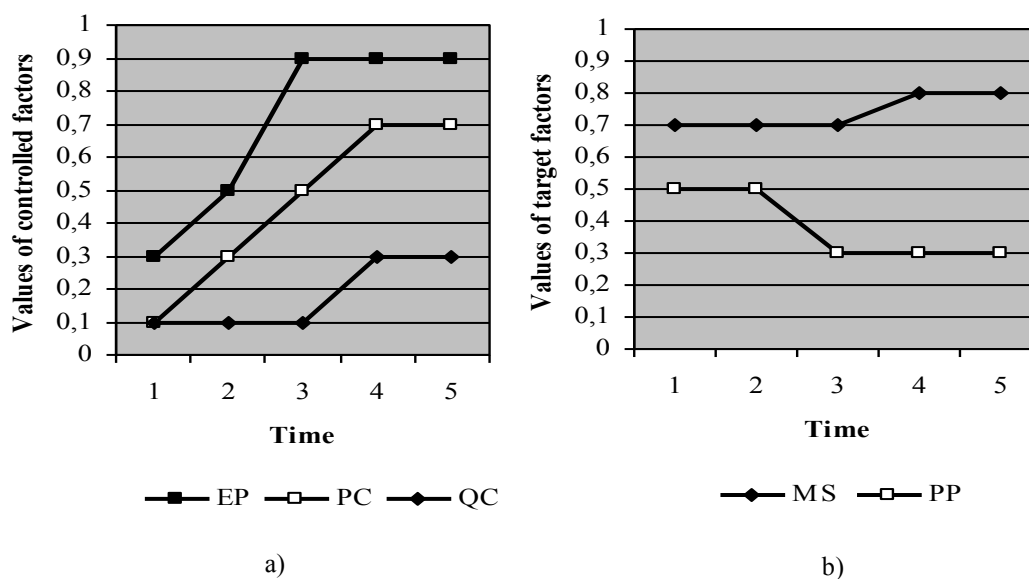 Values of controlled factors
1
0,9
0,8
0,7
0,6
0,5
0,4
0,3
0,2
0,1
0
1 2 3 4 5
Time
EP PC QC
a)
Values of target factors
1
0,9
0,8
0,7
0,6
0,5
0,4
0,3
0,2
0,1
0
1 2 3 4 5
Time
MS PP
b)